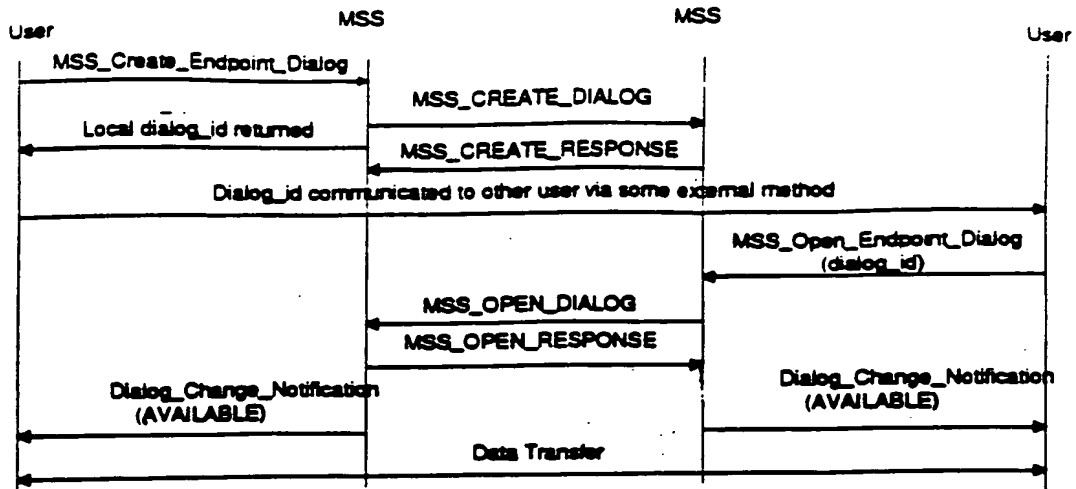 User
MSS
MSS
User
MSS_Create_Endpoint_Dialog
MSS_CREATE_DIALOG
Local dialog_id returned
MSS_CREATE_RESPONSE
Dialog_id communicated to other user via some external method
MSS_Open_Endpoint_Dialog
(dialog_id)
MSS_OPEN_DIALOG
MSS_OPEN_RESPONSE
Dialog_Change_Notification
(AVAILABLE)
Dialog_Change_Notification
(AVAILABLE)
Data Transfer